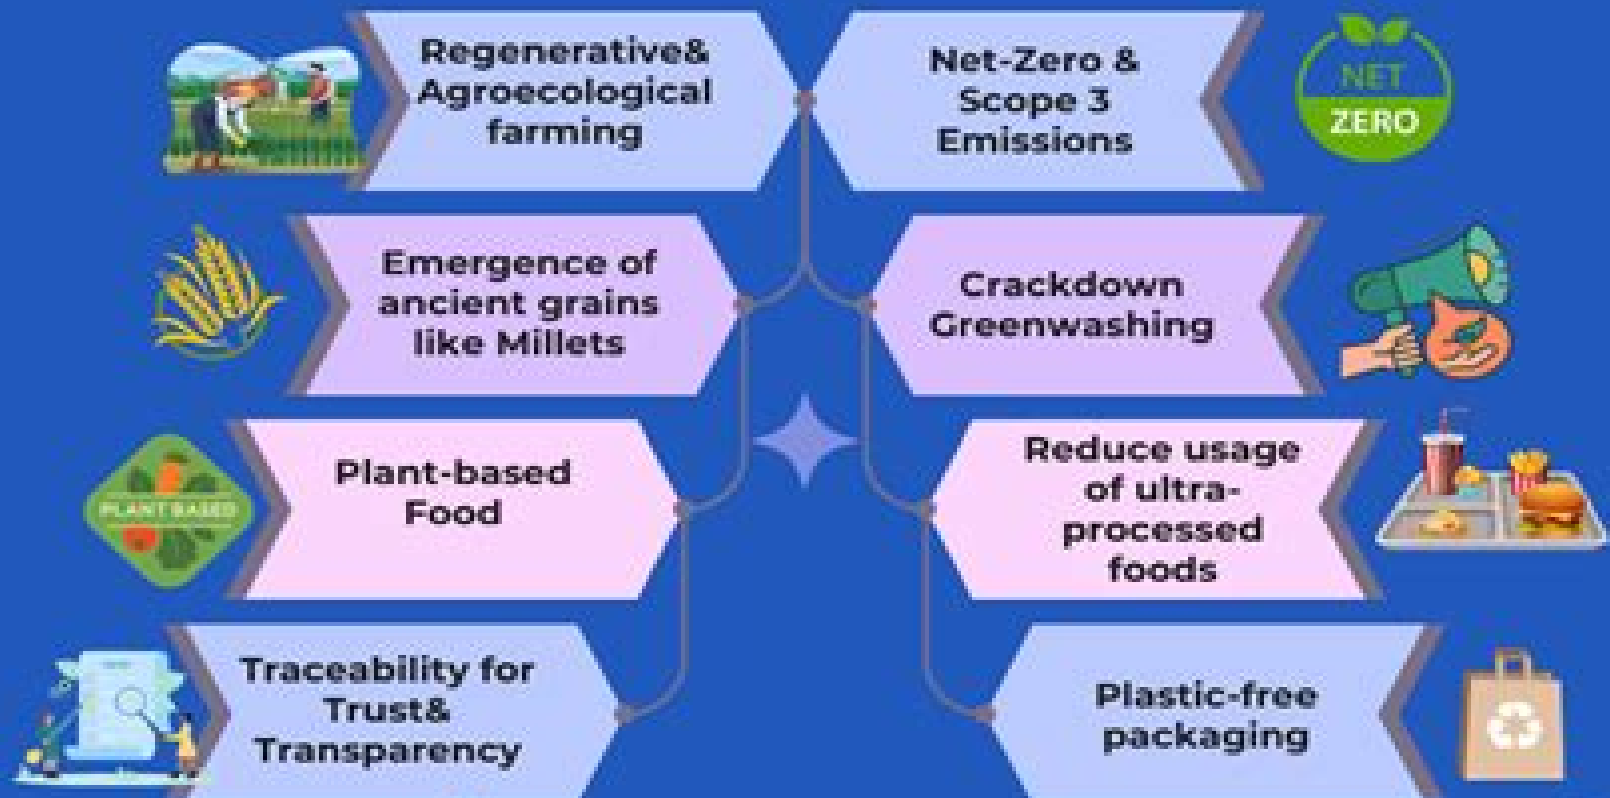 Regenerative&
Agroecological
farming
Net-Zero &
Scope 3
Emissions
NET
ZERO
Emergence of
ancient grains
like Millets
Crackdown
Greenwashing
PLANT BASED
Plant-based
Food
Reduce usage
of ultra-
processed
foods
Traceability for
Trust&
Transparency
Plastic-free
packaging